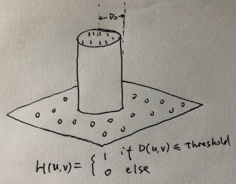 D₀
H(u,v) = { 1 if D(u,v) ≤ threshold
0 else